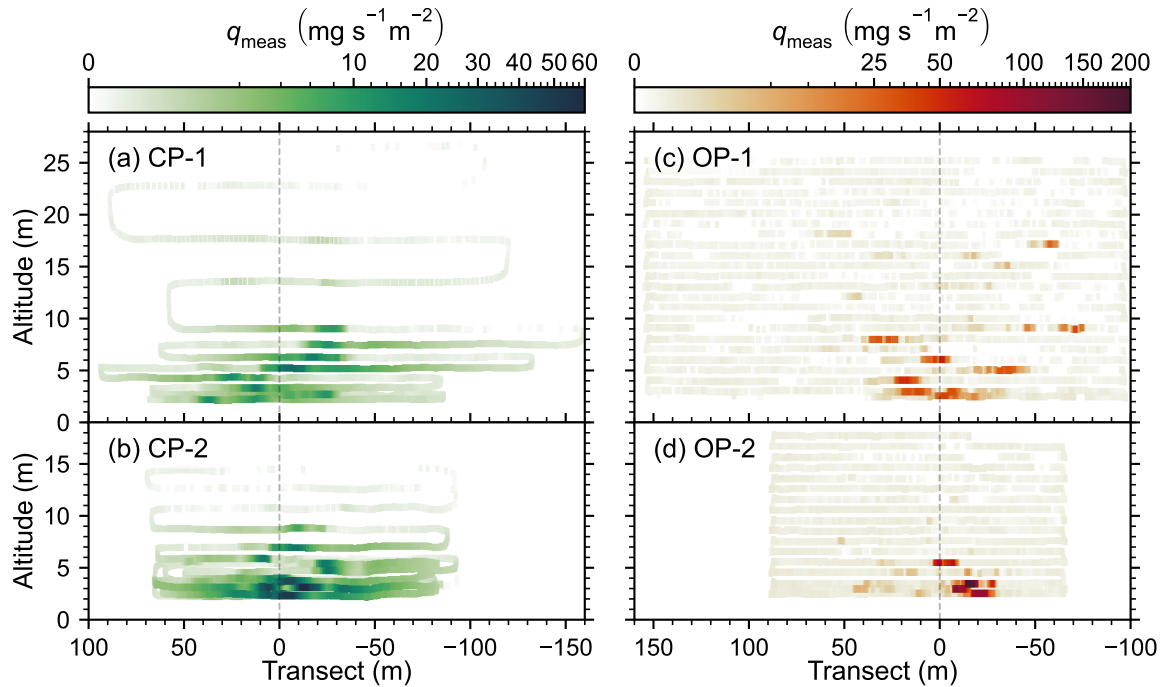 q_meas (mg s⁻¹ m⁻²)
0 10 20 30 40 50 60
q_meas (mg s⁻¹ m⁻²)
0 25 50 100 150 200
(a) CP-1
(c) OP-1
Altitude (m)
25
20
15
10
5
0
(b) CP-2
(d) OP-2
Altitude (m)
15
10
5
0
100 50 0 −50 −100 −150
150 100 50 0 −50 −100
Transect (m)
Transect (m)